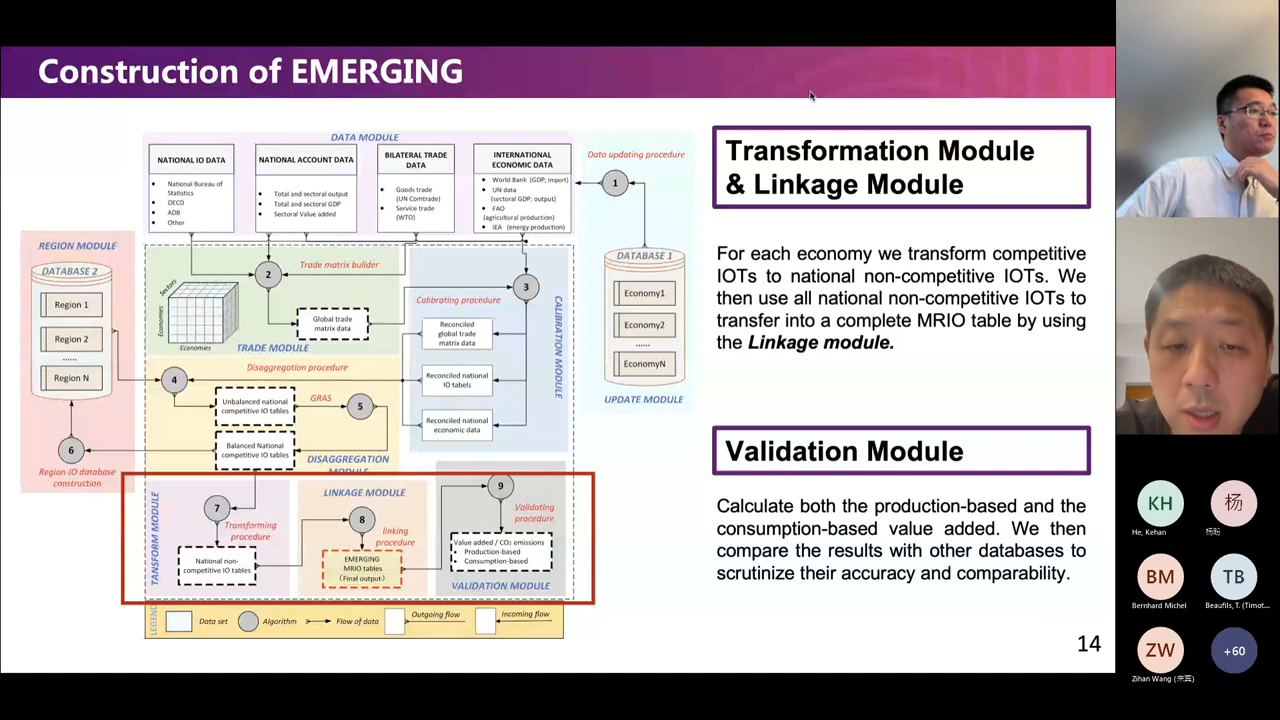 Construction of EMERGING
DATA MODULE
NATIONAL IO DATA
• National Bureau of
Statistics
• OECD
• ADB
• Other
NATIONAL ACCOUNT DATA
• Total and sectoral output
• Total and sectoral GDP
• Sectoral Value added
BILATERAL TRADE
DATA
• Goods trade
(UN Comtrade)
• Service trade
(WTO)
INTERNATIONAL
ECONOMIC DATA
• World Bank (GDP; import)
• UN data
(sectoral GDP; output)
• FAO
(agricultural production)
• IEA (energy production)
Data updating procedure
1
DATABASE 1
Economy1
Economy2
......
EconomyN
UPDATE MODULE
REGION MODULE
DATABASE 2
Region 1
Region 2
......
Region N
6
Region-IO database
construction
2
Trade matrix builder
Sectors
Economies
Economies
Global trade
matrix data
TRADE MODULE
3
Calibrating procedure
Reconciled
global trade
matrix data
Reconciled national
IO tabels
Reconciled national
economic data
CALIBRATION MODULE
Disaggregation procedure
4
Unbalanced national
competitive IO tables
GRAS
5
Balanced National
competitive IO tables
DISAGGREGATION
MODULE
TRANSFORM MODULE
7
Transforming
procedure
National non-
competitive IO tables
LINKAGE MODULE
8
linking
procedure
EMERGING
MRIO tables
(Final output)
9
Validating
procedure
Value added / CO₂ emissions
• Production-based
• Consumption-based
VALIDATION MODULE
LEGEND
Data set
Algorithm
Flow of data
Outgoing flow
Incoming flow
Transformation Module
& Linkage Module
For each economy we transform competitive
IOTs to national non-competitive IOTs. We
then use all national non-competitive IOTs to
transfer into a complete MRIO table by using
the Linkage module.
Validation Module
Calculate both the production-based and the
consumption-based value added. We then
compare the results with other databases to
scrutinize their accuracy and comparability.
14
KH
He, Kehan
杨
杨盼
BM
Bernhard Michel
TB
Beaufils, T. (Timot...
ZW
Zihan Wang (宋宾)
+60